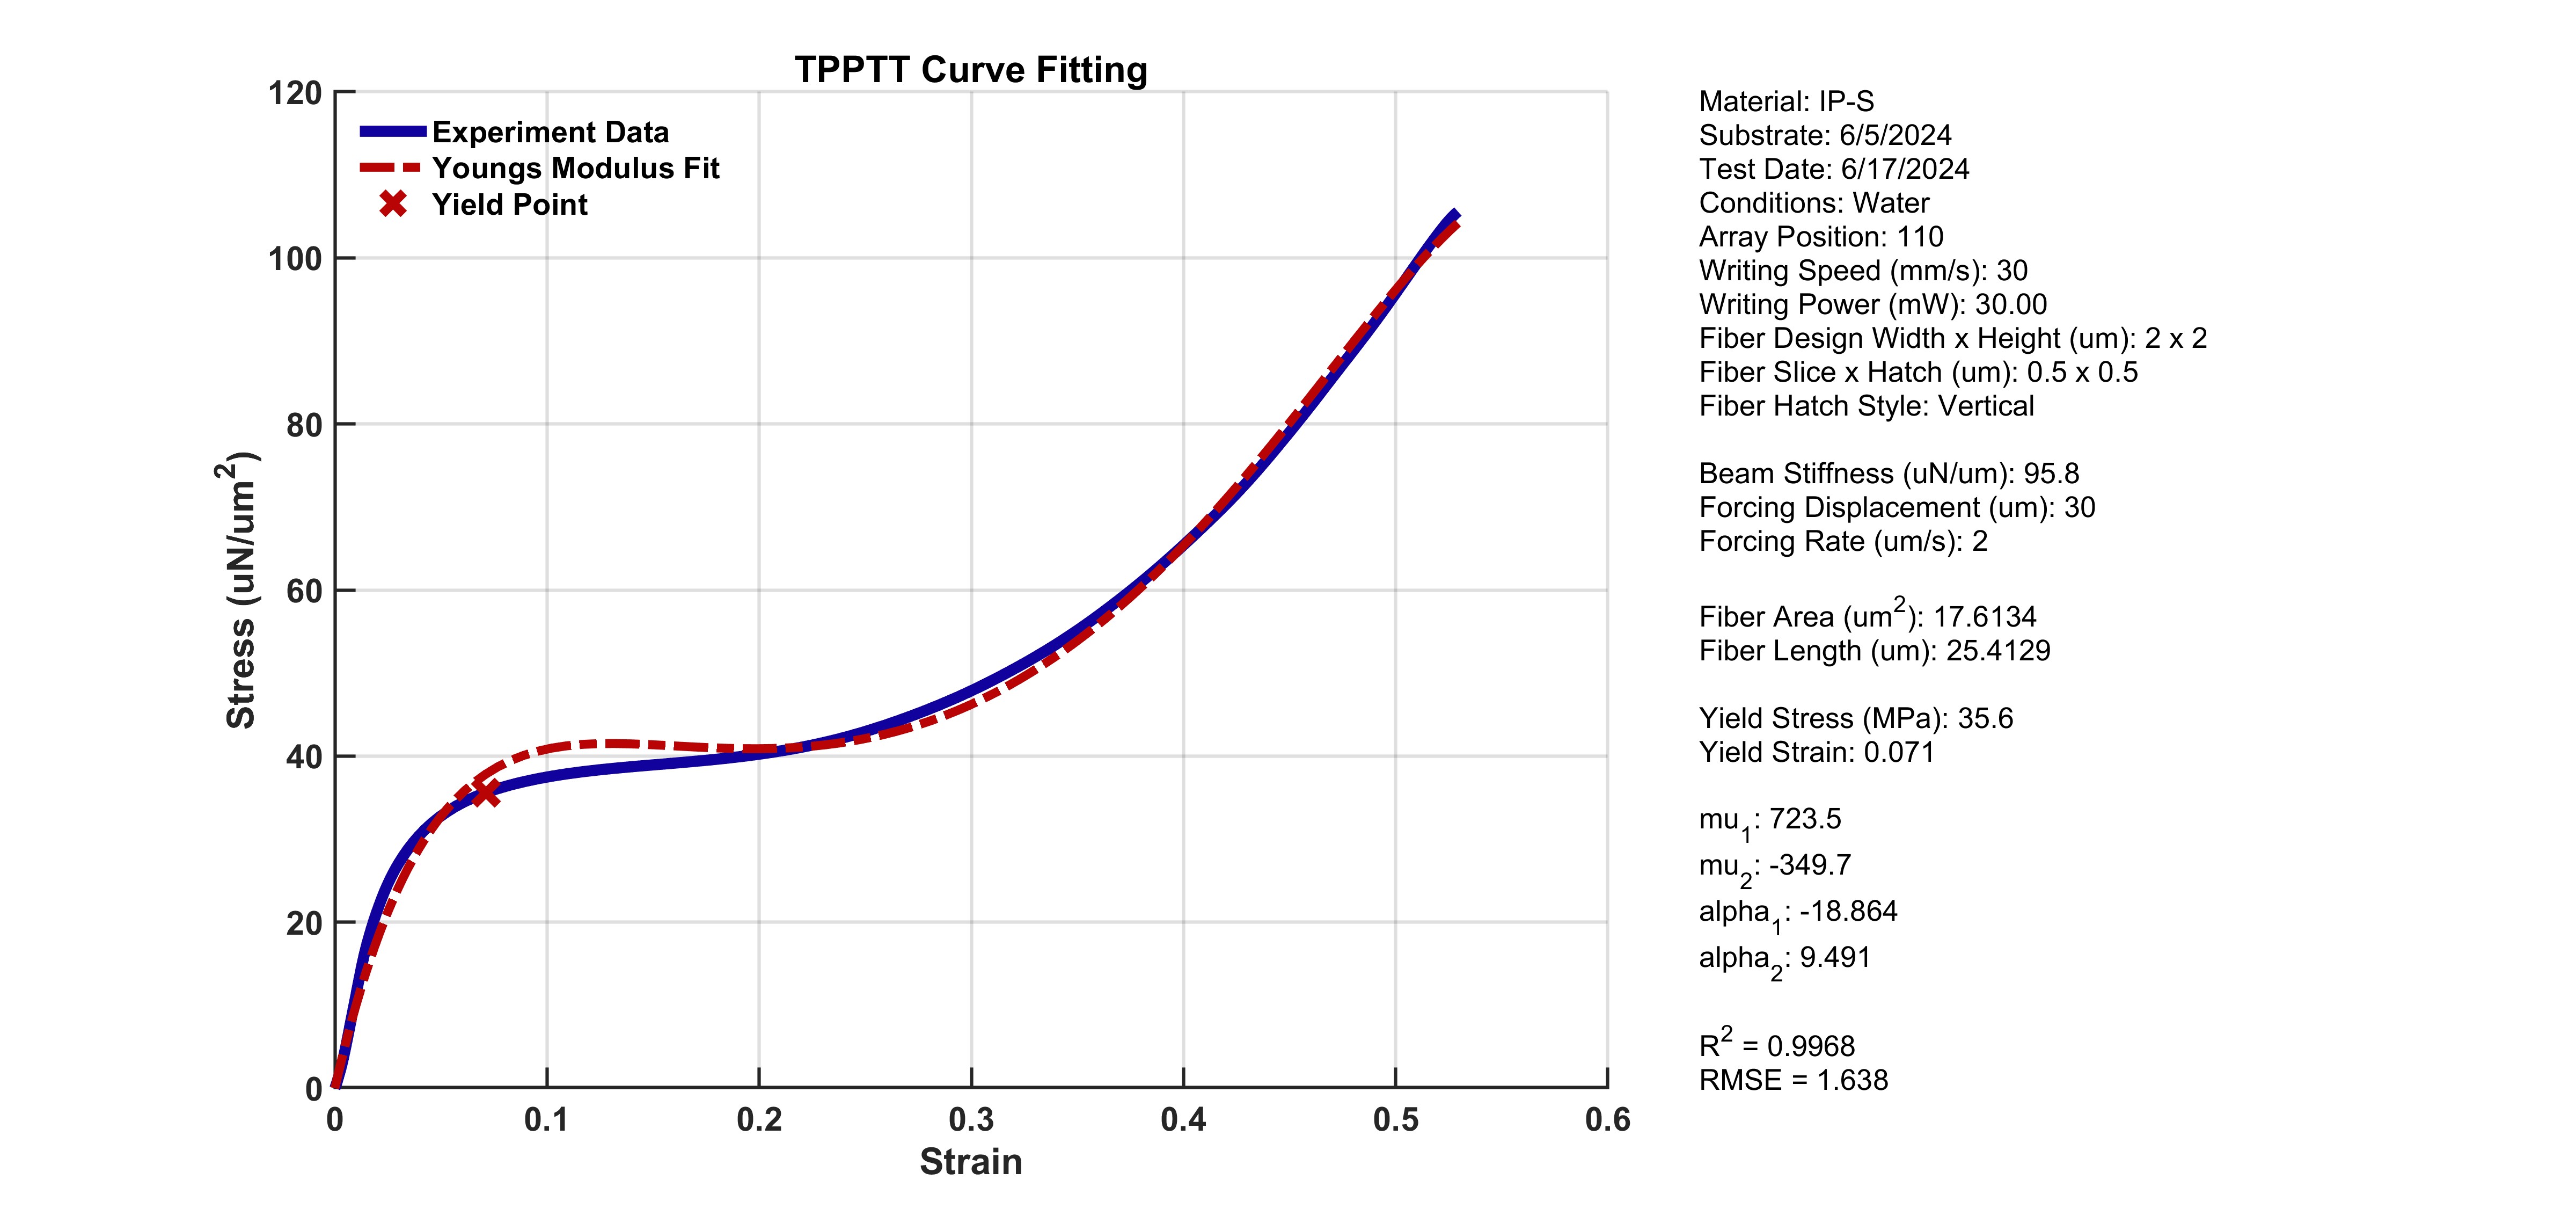 TPPTT Curve Fitting
120
100
80
60
40
20
0
Stress (uN/um²)
Experiment Data
Youngs Modulus Fit
Yield Point
0 0.1 0.2 0.3 0.4 0.5 0.6
Strain
Material: IP-S
Substrate: 6/5/2024
Test Date: 6/17/2024
Conditions: Water
Array Position: 110
Writing Speed (mm/s): 30
Writing Power (mW): 30.00
Fiber Design Width x Height (um): 2 x 2
Fiber Slice x Hatch (um): 0.5 x 0.5
Fiber Hatch Style: Vertical
Beam Stiffness (uN/um): 95.8
Forcing Displacement (um): 30
Forcing Rate (um/s): 2
Fiber Area (um²): 17.6134
Fiber Length (um): 25.4129
Yield Stress (MPa): 35.6
Yield Strain: 0.071
mu₁: 723.5
mu₂: -349.7
alpha₁: -18.864
alpha₂: 9.491
R² = 0.9968
RMSE = 1.638